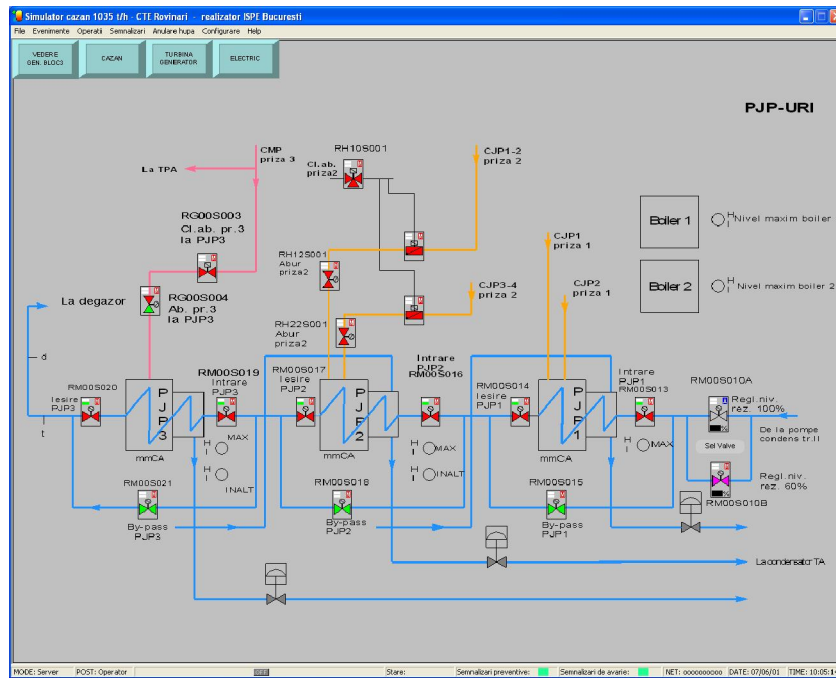 Simulator cazan 1035 t/h - CTE Rovinari - realizator ISPE Bucuresti
File Evenimente Operatii Semnalizari Anulare hupa Configurare Help
VEDERE
GEN. BLOC3
CAZAN
TURBINA
GENERATOR
ELECTRIC
PJP-URI
CMP
priza 3
La TPA
RH10S001
Cl.ab.
priza2
CJP1-2
priza 2
RG00S003
Cl.ab. pr.3
la PJP3
RH12S001
Abur
priza2
CJP1
priza 1
CJP2
priza 1
CJP3-4
priza 2
Boiler 1
H
I
Nivel maxim boiler
Boiler 2
H
I
Nivel maxim boiler 2
La degazor
RG00S004
Ab. pr.3
la PJP3
RH22S001
Abur
priza2
d
t
RM00S020
Iesire
PJP3
PJP3
mmCA
RM00S019
Intrare
PJP3
RM00S017
Iesire
PJP2
PJP2
mmCA
Intrare
PJP2
RM00S016
RM00S014
Iesire
PJP1
PJP1
mmCA
Intrare
PJP1
RM00S013
RM00S010A
Regl.niv.
rez. 100%
De la pompe
condens tr.II
Sel Valve
Regl.niv.
rez. 60%
RM00S010B
H
I
MAX
H
I
INALT
H
I
MAX
H
I
INALT
H
I
MAX
RM00S021
By-pass
PJP3
RM00S018
By-pass
PJP2
RM00S015
By-pass
PJP1
La condensator TA
MODE: Server POST: Operator Stare: Semnalizari preventive: Semnalizari de avarie: NET: oooooooooo DATE: 07/06/01 TIME: 10:05:14